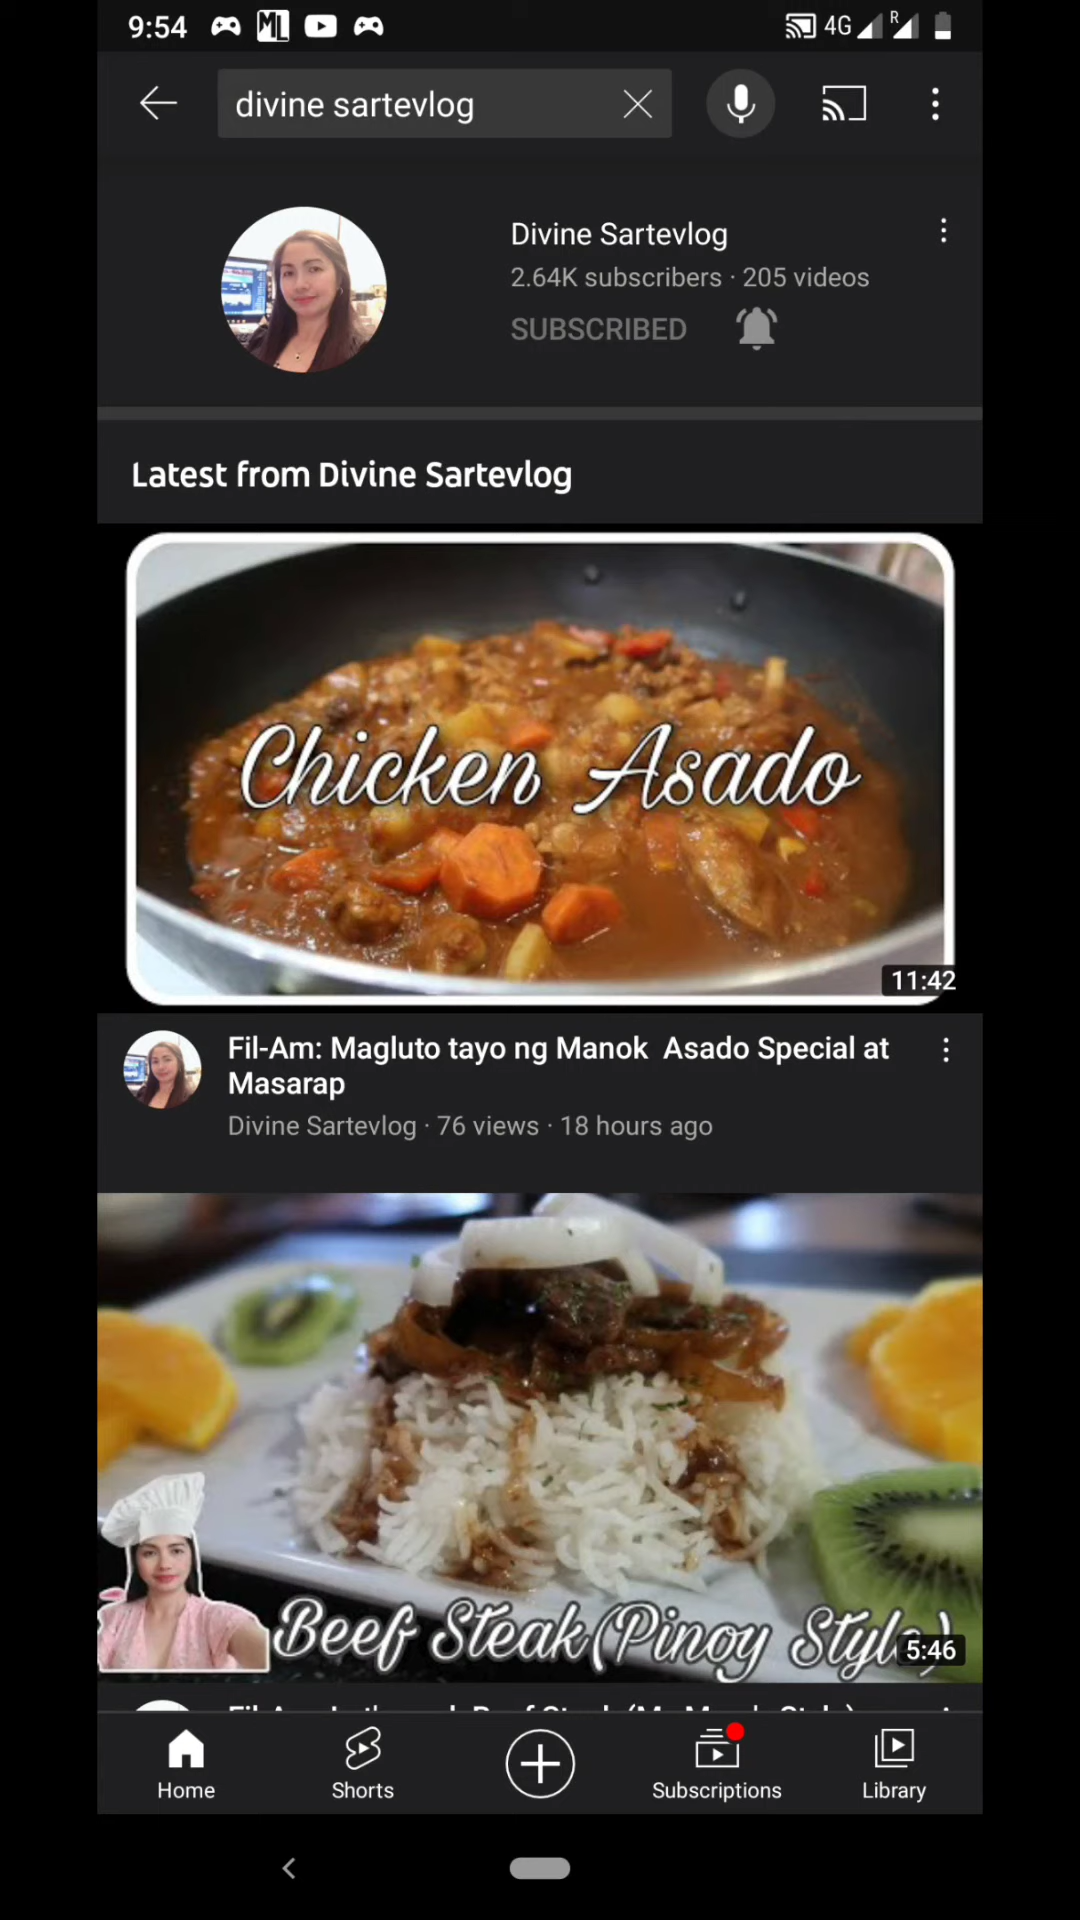 9:54
ML
4G
R
divine sartevlog
Divine Sartevlog
2.64K subscribers · 205 videos
SUBSCRIBED
Latest from Divine Sartevlog
Chicken Asado
11:42
Fil-Am: Magluto tayo ng Manok Asado Special at
Masarap
Divine Sartevlog · 76 views · 18 hours ago
Beef Steak(Pinoy Style)
5:46
Home
Shorts
Subscriptions
Library